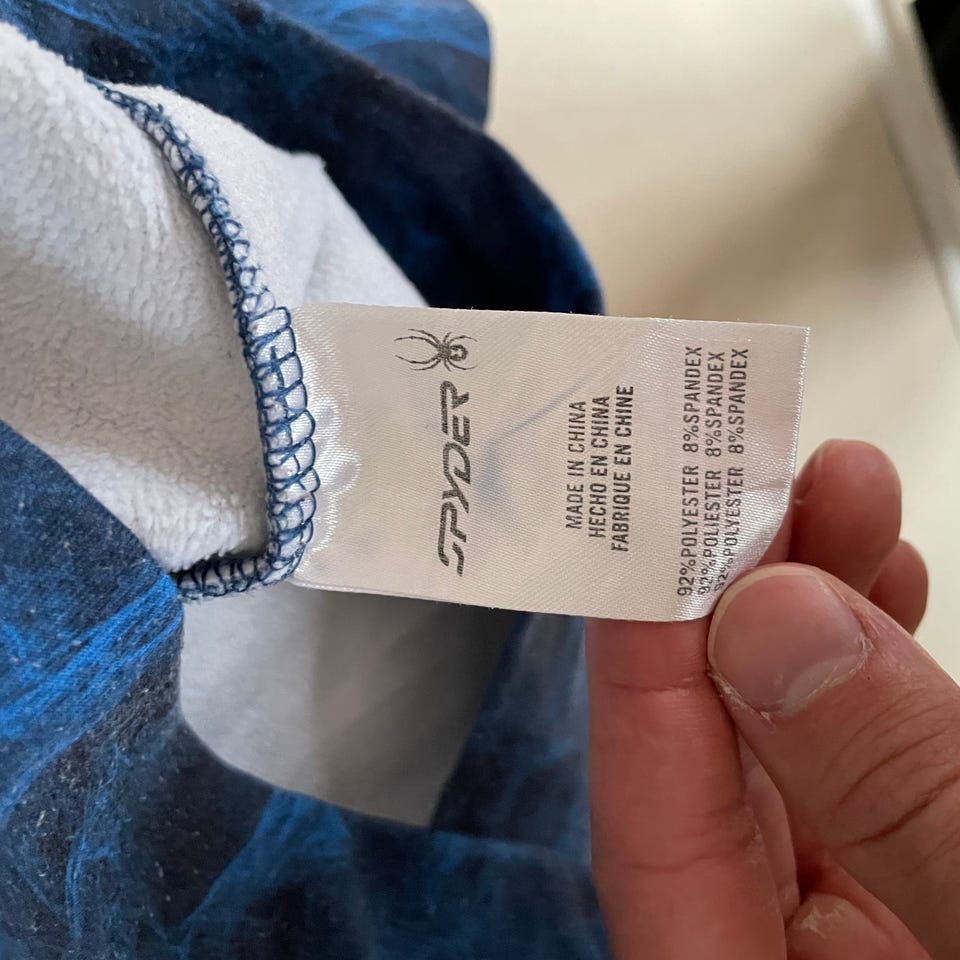 SPYDER
MADE IN CHINA
HECHO EN CHINA
FABRIQUE EN CHINE
92%POLYESTER 8%SPANDEX
92%POLIESTER 8%SPANDEX
92%POLYESTER 8%SPANDEX